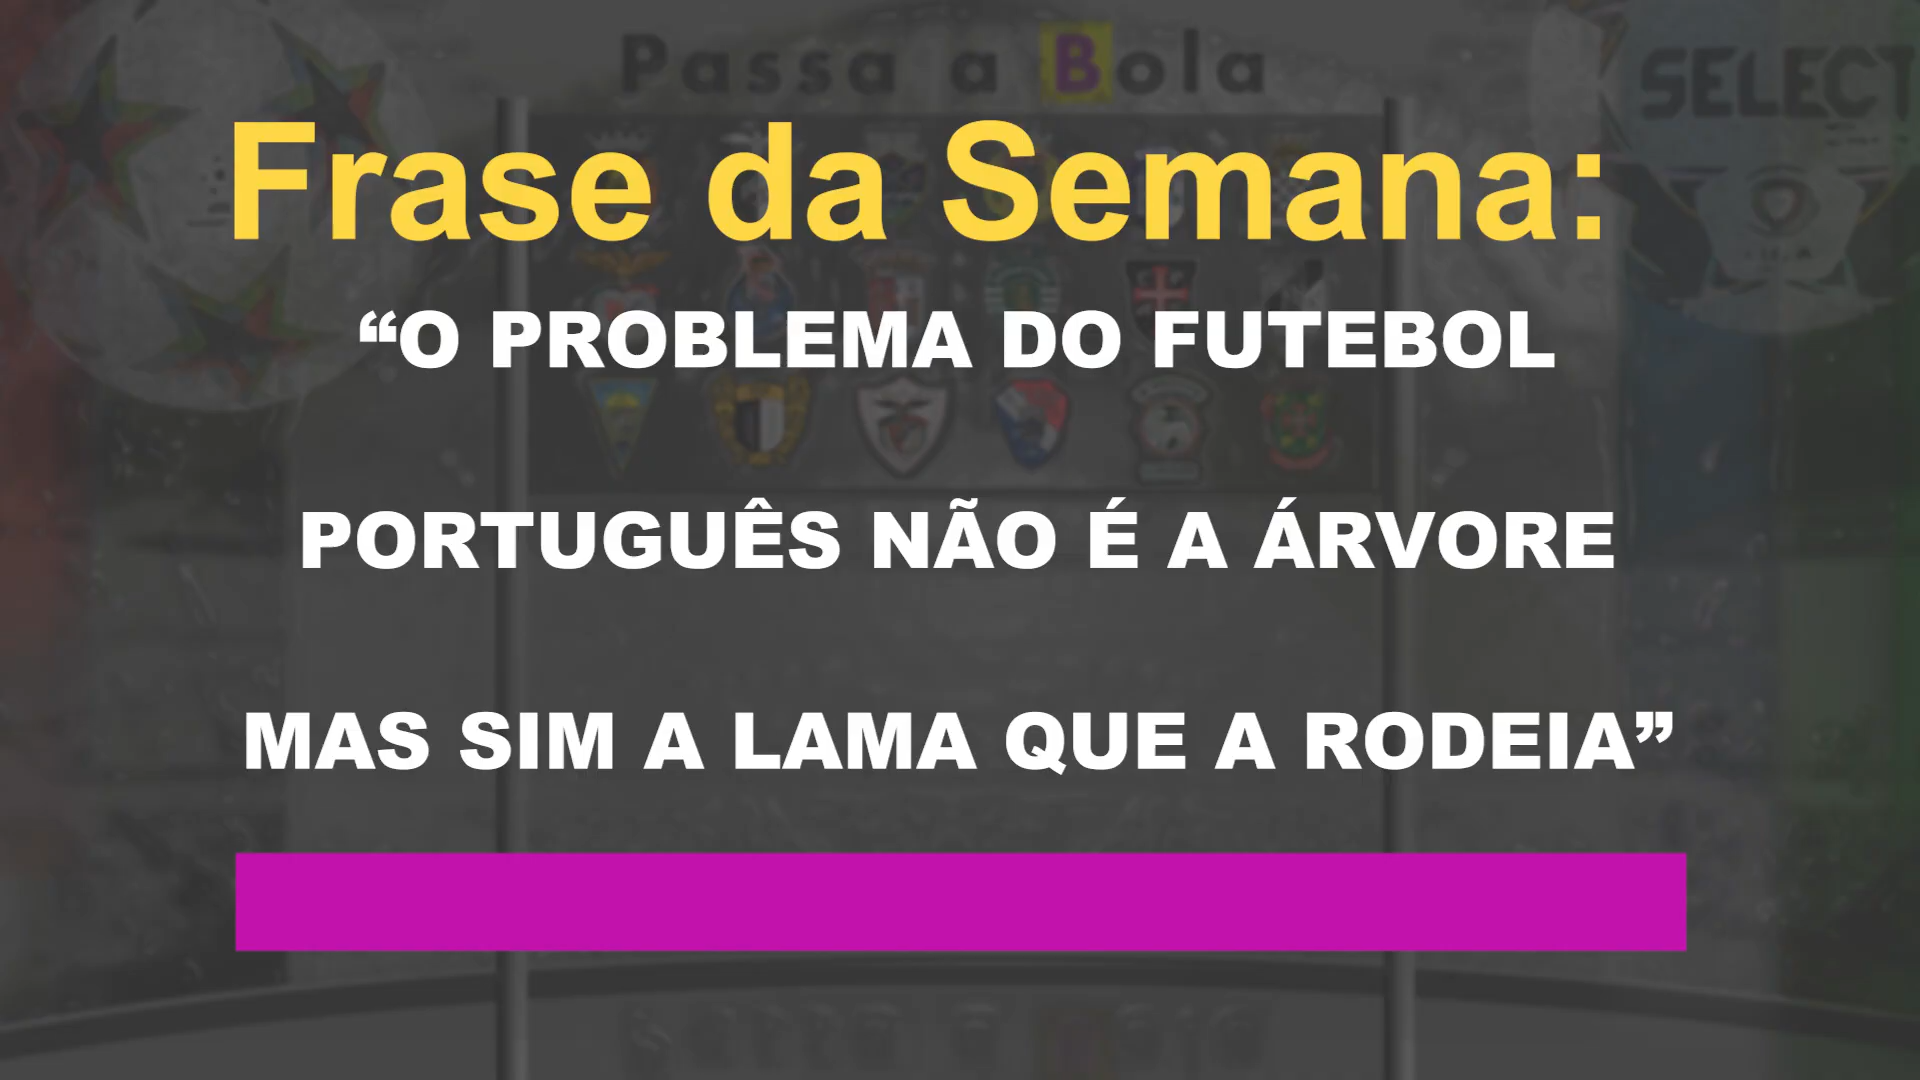 Passa a Bola
SELECT
Frase da Semana:
“O PROBLEMA DO FUTEBOL
PORTUGUÊS NÃO É A ÁRVORE
MAS SIM A LAMA QUE A RODEIA”